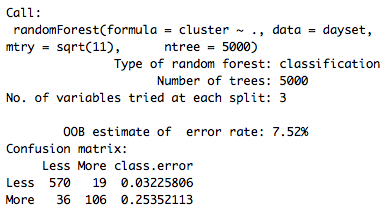 Call:
 randomForest(formula = cluster ~ ., data = dayset,
mtry = sqrt(11),      ntree = 5000)
               Type of random forest: classification
                     Number of trees: 5000
No. of variables tried at each split: 3

        OOB estimate of  error rate: 7.52%
Confusion matrix:
     Less More class.error
Less  570   19  0.03225806
More   36  106  0.25352113